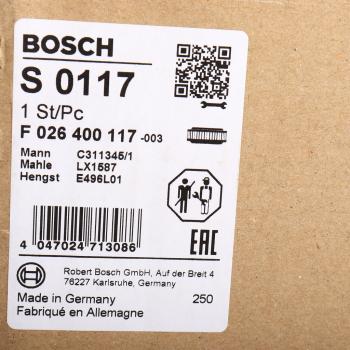 BOSCH
S 0117
1 St/Pc
F 026 400 117 -003
Mann C311345/1
Mahle LX1587
Hengst E496L01
4 047024 713086
EAC
Robert Bosch GmbH, Auf der Breit 4
76227 Karlsruhe, Germany
Made in Germany 250
Fabriqué en Allemagne